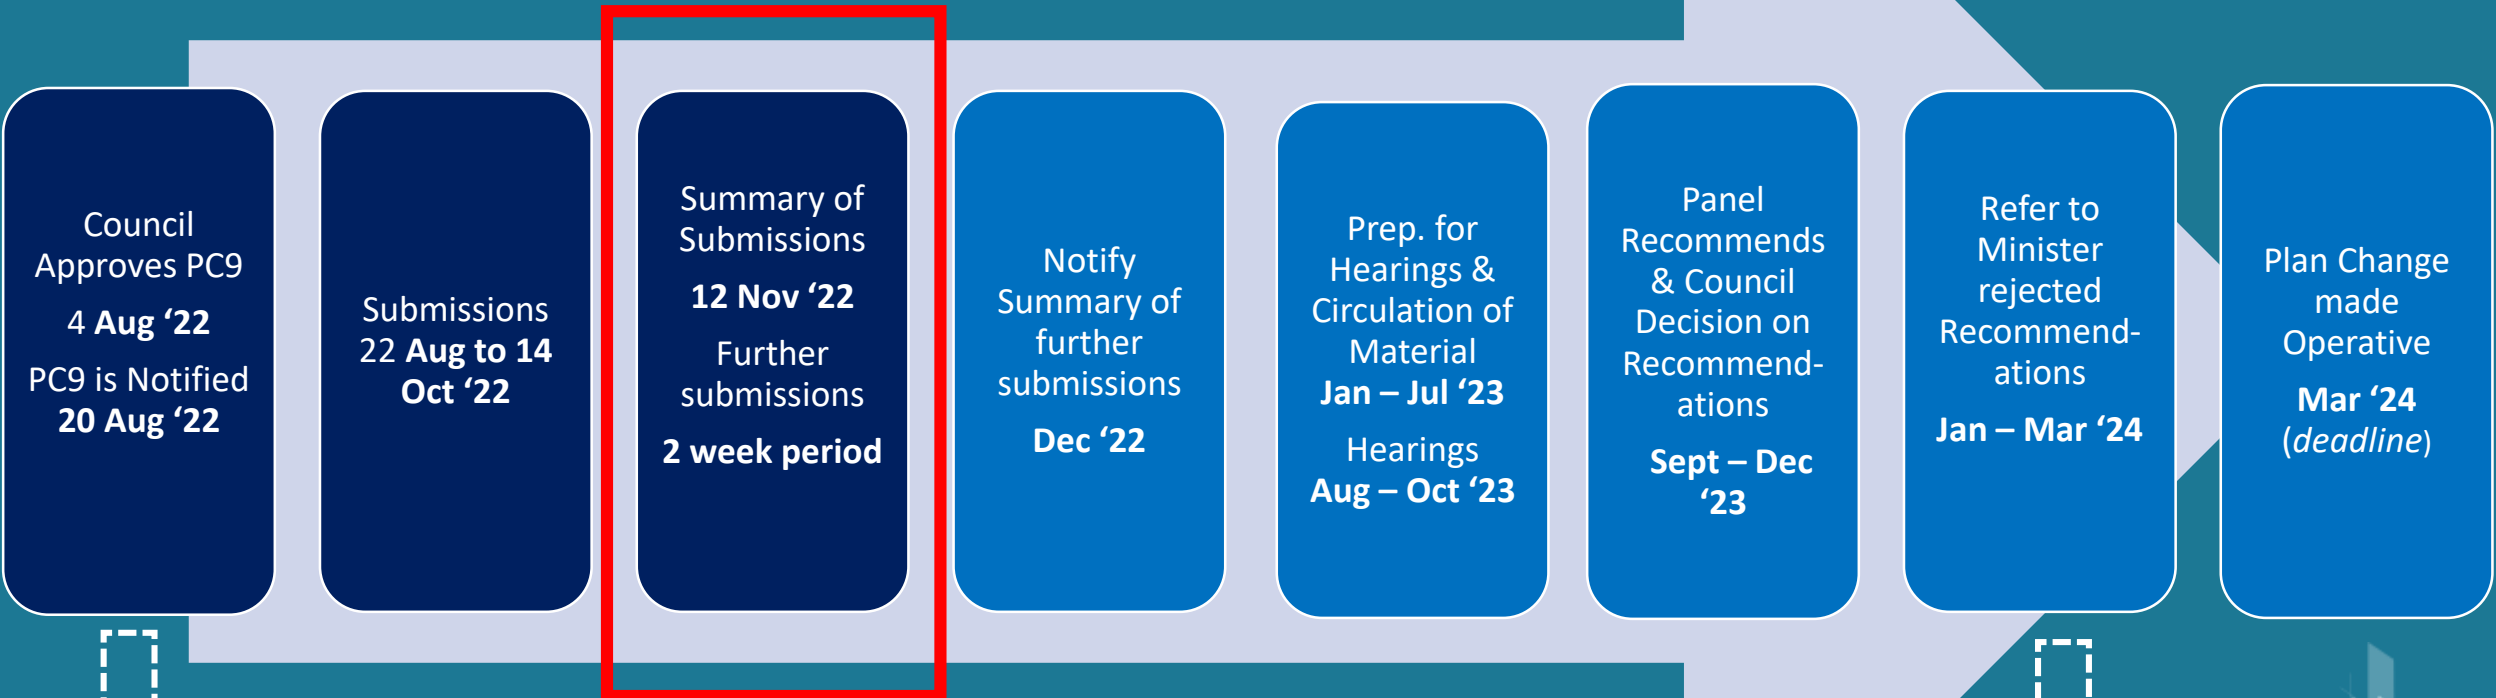 Council
Approves PC9
4 Aug ‘22
PC9 is Notified
20 Aug ‘22
Submissions
22 Aug to 14
Oct ‘22
Summary of
Submissions
12 Nov ‘22
Further
submissions
2 week period
Notify
Summary of
further
submissions
Dec ‘22
Prep. for
Hearings &
Circulation of
Material
Jan – Jul ‘23
Hearings
Aug – Oct ‘23
Panel
Recommends
& Council
Decision on
Recommend-
ations
Sept – Dec
‘23
Refer to
Minister
rejected
Recommend-
ations
Jan – Mar ‘24
Plan Change
made
Operative
Mar ‘24
(deadline)